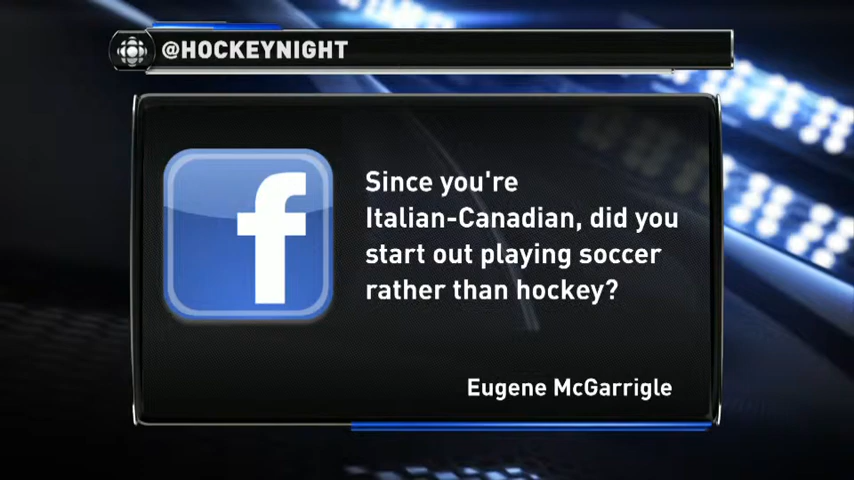 @HOCKEYNIGHT
Since you're
Italian-Canadian, did you
start out playing soccer
rather than hockey?
Eugene McGarrigle